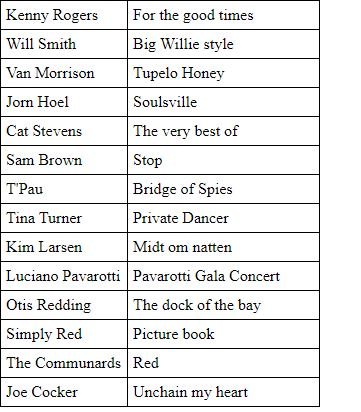 Kenny Rogers For the good times
Will Smith Big Willie style
Van Morrison Tupelo Honey
Jorn Hoel Soulsville
Cat Stevens The very best of
Sam Brown Stop
T'Pau Bridge of Spies
Tina Turner Private Dancer
Kim Larsen Midt om natten
Luciano Pavarotti Pavarotti Gala Concert
Otis Redding The dock of the bay
Simply Red Picture book
The Communards Red
Joe Cocker Unchain my heart